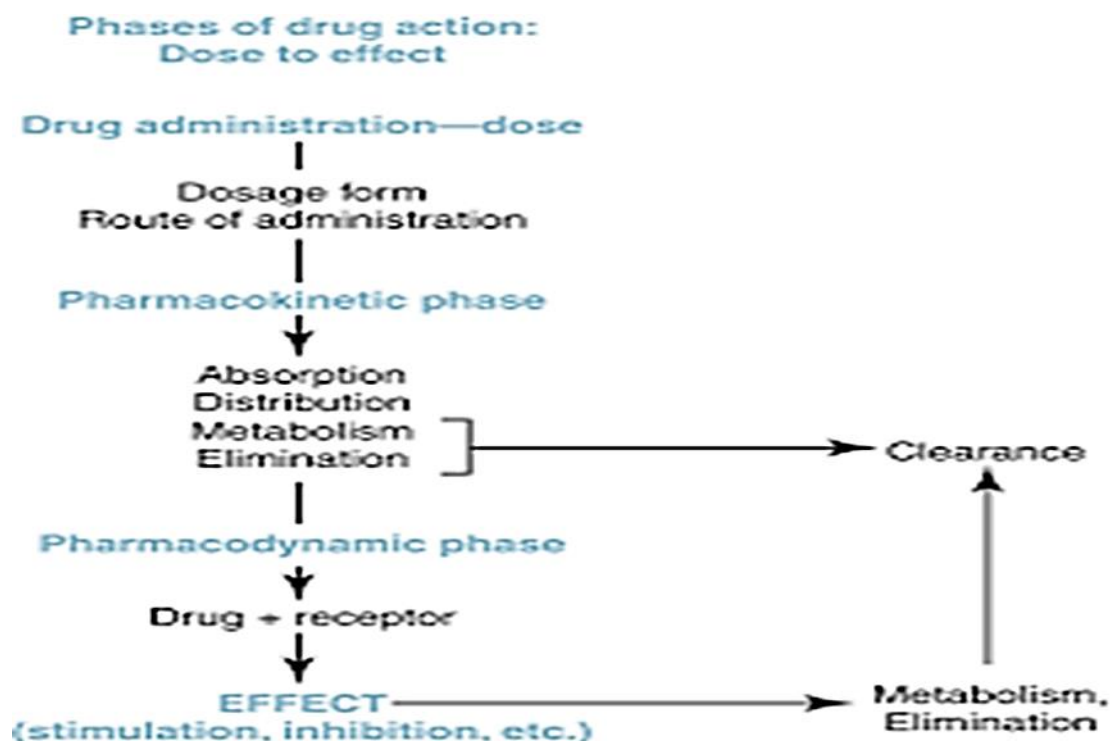 Phases of drug action:
Dose to effect
Drug administration—dose
Dosage form
Route of administration
Pharmacokinetic phase
Absorption
Distribution
Metabolism
Elimination
Clearance
Pharmacodynamic phase
Drug + receptor
EFFECT
(stimulation, inhibition, etc.)
Metabolism,
Elimination